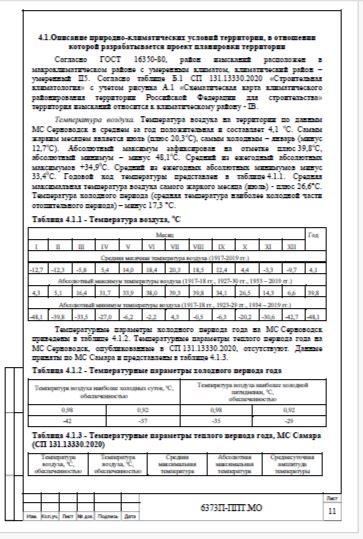 4.1.Описание природно-климатических условий территории, в отношении
которой разрабатывается проект планировки территории
Согласно ГОСТ 16350-80, район изысканий расположен в
макроклиматическом районе с умеренным климатом, климатический район –
умеренный II5. Согласно таблице Б.1 СП 131.13330.2020 «Строительная
климатология» с учетом рисунка А.1 «Схематическая карта климатического
районирования территории Российской Федерации для строительства»
территория изысканий относится к климатическому району - IВ.
Температура воздуха. Температура воздуха на территории по данным
МС Серноводск в среднем за год положительная и составляет 4,1 °С. Самым
жарким месяцем является июль (плюс 20,3°С), самым холодным – январь (минус
12,7°С). Абсолютный максимум зафиксирован на отметке плюс 39,8°С,
абсолютный минимум – минус 48,1°С. Средний из ежегодный абсолютных
максимумов +34,9°С. Средний из ежегодных абсолютных минимумов минус
33,4°С. Годовой ход температуры представлен в таблице 4.1.1. Средняя
максимальная температура воздуха самого жаркого месяца (июль) - плюс 26,6°С.
Температура холодного периода (средняя температура наиболее холодной части
отопительного периода) – минус 17,3 °С.
Таблица 4.1.1 - Температура воздуха, °С
Месяц Год
I II III IV V VI VII VIII IX X XI XII
Средняя месячная температура воздуха (1917-2019 гг.)
-12,7 -12,3 -5,8 5,4 14,0 18,4 20,3 18,5 12,4 4,4 -3,3 -9,7 4,1
Абсолютный максимум температуры воздуха (1917-18 гг., 1927-30 гг., 1933 – 2019 гг.)
4,3 5,1 16,4 31,7 33,9 38,0 39,3 39,8 34,1 26,5 14,3 6,6 39,8
Абсолютный минимум температуры воздуха (1917-18 гг., 1923-29 гг., 1934 – 2019 гг.)
-48,1 -39,8 -33,5 -27,0 -6,2 -2,2 4,3 -0,5 -6,3 -20,2 -30,6 -42,7 -48,1
Температурные параметры холодного периода года на МС Серноводск
приведены в таблице 4.1.2. Температурные параметры теплого периода года на
МС Серноводск, опубликованные в СП 131.13330.2020, отсутствуют. Данные
приняты по МС Самара и представлены в таблице 4.1.3.
Таблица 4.1.2 - Температурные параметры холодного периода года
Температура воздуха наиболее холодных суток, °С,
обеспеченностью
Температура воздуха наиболее холодной
пятидневки, °С,
обеспеченностью
0,98 0,92 0,98 0,92
-42 -37 -35 -29
Таблица 4.1.3 - Температурные параметры теплого периода года, МС Самара
(СП 131.13330.2020)
Температура
воздуха, °С,
обеспеченностью
Температура
воздуха, °С,
обеспеченностью
Средняя
максимальная
температура
Абсолютная
максимальная
температура
Среднесуточная
амплитуда
температуры
6373П-ППТ.МО
Лист
11
Изм. Кол.уч. Лист № док. Подпись Дата